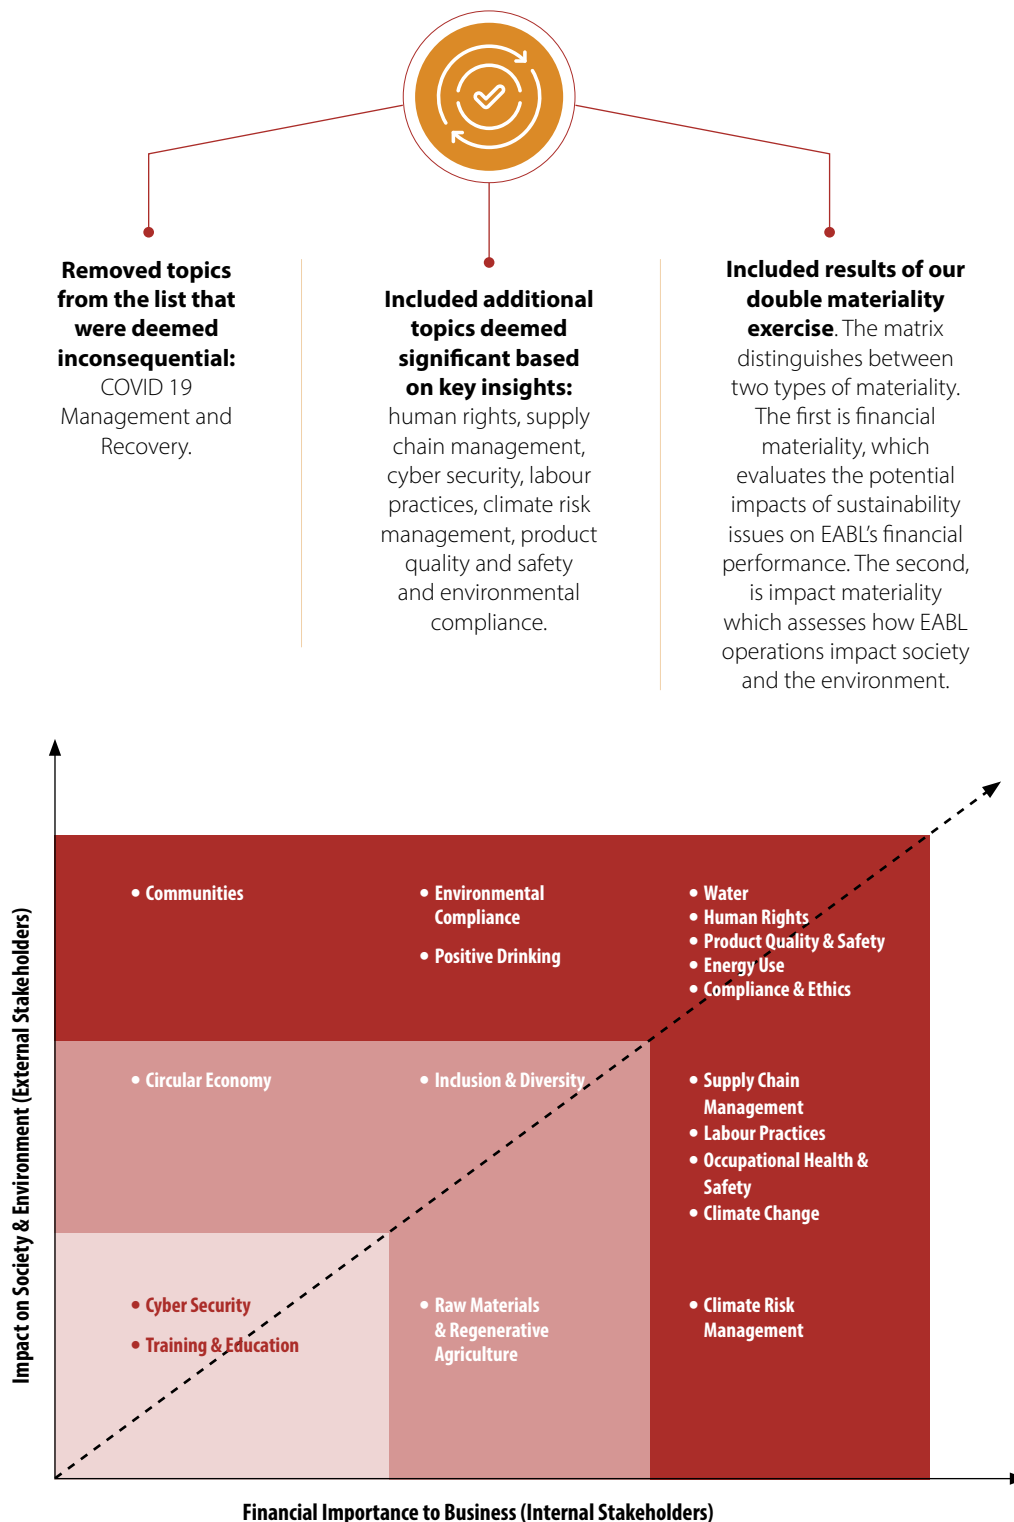 Removed topics
from the list that
were deemed
inconsequential:
COVID 19
Management and
Recovery.
Included additional
topics deemed
significant based
on key insights:
human rights, supply
chain management,
cyber security, labour
practices, climate risk
management, product
quality and safety
and environmental
compliance.
Included results of our
double materiality
exercise. The matrix
distinguishes between
two types of materiality.
The first is financial
materiality, which
evaluates the potential
impacts of sustainability
issues on EABL’s financial
performance. The second,
is impact materiality
which assesses how EABL
operations impact society
and the environment.
Impact on Society & Environment (External Stakeholders)
• Communities
• Environmental
Compliance
• Positive Drinking
• Water
• Human Rights
• Product Quality & Safety
• Energy Use
• Compliance & Ethics
• Circular Economy
• Inclusion & Diversity
• Supply Chain
Management
• Labour Practices
• Occupational Health &
Safety
• Climate Change
• Cyber Security
• Training & Education
• Raw Materials
& Regenerative
Agriculture
• Climate Risk
Management
Financial Importance to Business (Internal Stakeholders)